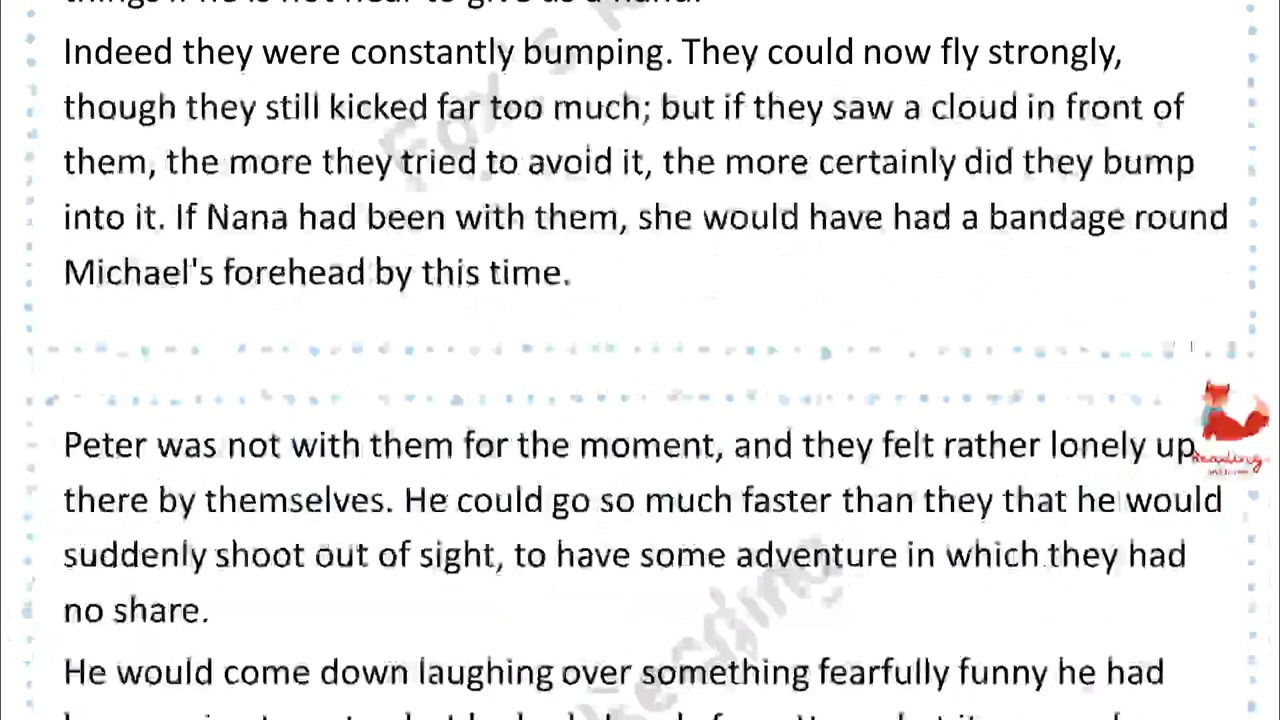 Indeed they were constantly bumping. They could now fly strongly,
though they still kicked far too much; but if they saw a cloud in front of
them, the more they tried to avoid it, the more certainly did they bump
into it. If Nana had been with them, she would have had a bandage round
Michael's forehead by this time.
Peter was not with them for the moment, and they felt rather lonely up
Reading
there by themselves. He could go so much faster than they that he would
suddenly shoot out of sight, to have some adventure in which they had
no share.
He would come down laughing over something fearfully funny he had